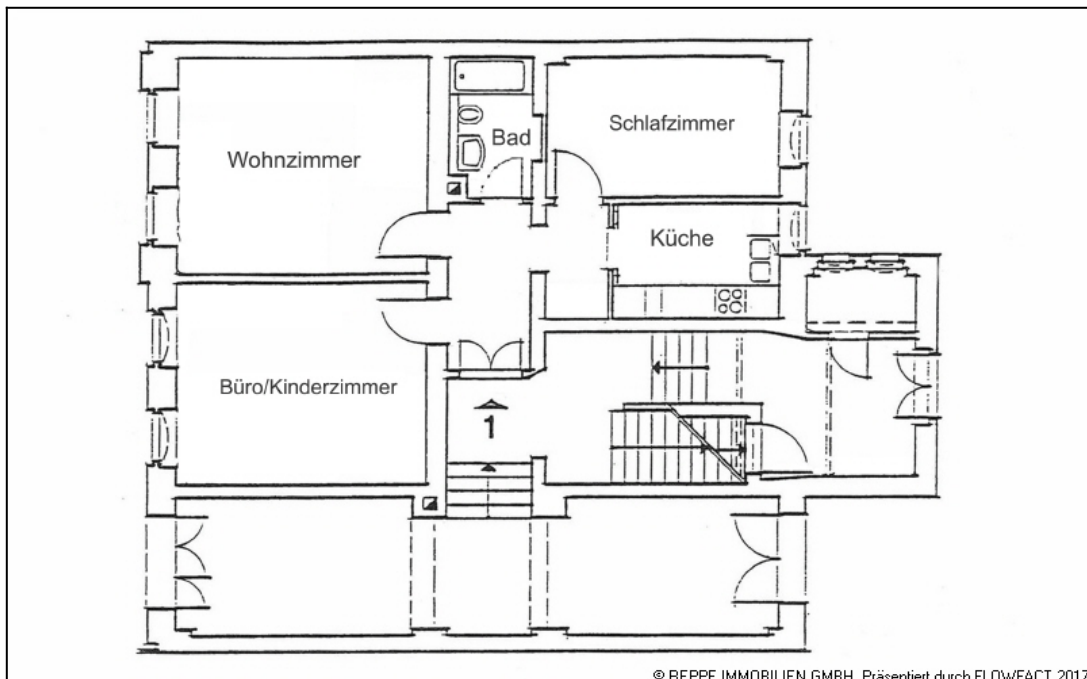 Wohnzimmer
Bad
Schlafzimmer
Küche
Büro/Kinderzimmer
1
© BEPPE IMMOBILIEN GMBH, Präsentiert durch FLOWFACT 2017